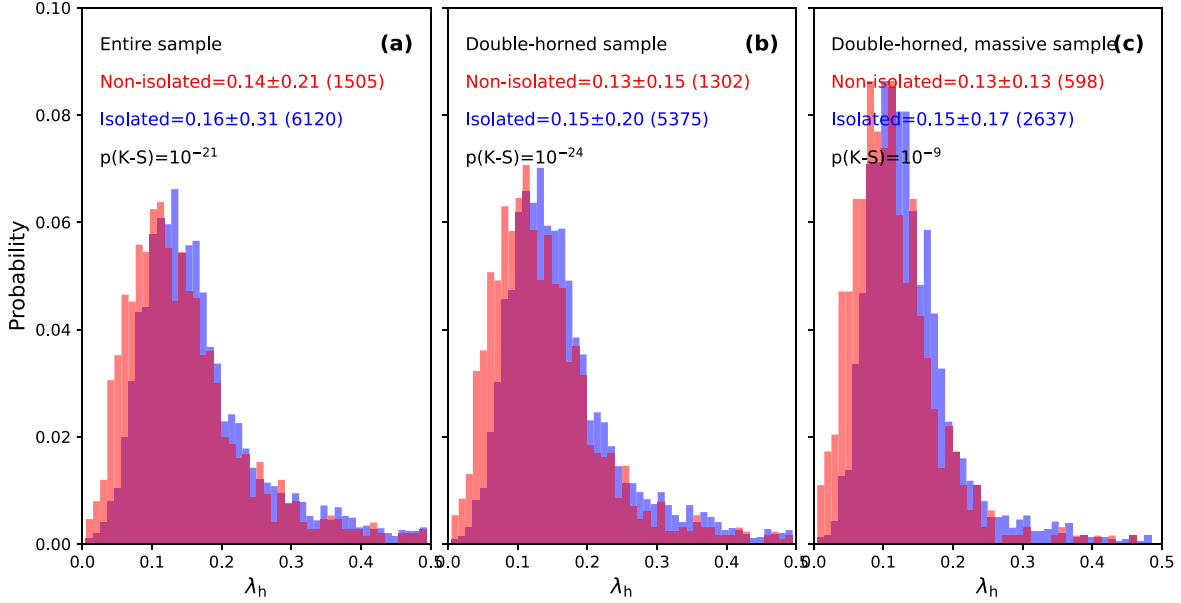 0.10
0.08
0.06
0.04
0.02
0.00
Probability
Entire sample (a)
Non-isolated=0.14±0.21 (1505)
Isolated=0.16±0.31 (6120)
p(K-S)=10⁻²¹
0.0 0.1 0.2 0.3 0.4 0.5
λh
Double-horned sample (b)
Non-isolated=0.13±0.15 (1302)
Isolated=0.15±0.20 (5375)
p(K-S)=10⁻²⁴
0.0 0.1 0.2 0.3 0.4 0.5
λh
Double-horned, massive sample (c)
Non-isolated=0.13±0.13 (598)
Isolated=0.15±0.17 (2637)
p(K-S)=10⁻⁹
0.0 0.1 0.2 0.3 0.4 0.5
λh